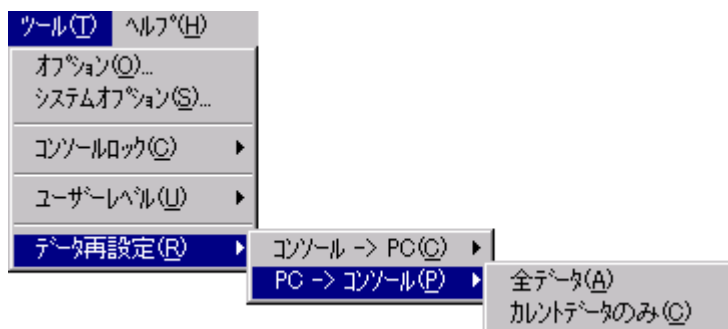 ツール(T) ﾍﾙﾌﾟ(H)
ｵﾌﾟｼｮﾝ(O)...
ｼｽﾃﾑｵﾌﾟｼｮﾝ(S)...
ｺﾝｿｰﾙﾛｯｸ(C)
ﾕｰｻﾞｰﾚﾍﾞﾙ(U)
ﾃﾞｰﾀ再設定(R)
ｺﾝｿｰﾙ -> PC(C)
PC -> ｺﾝｿｰﾙ(P)
全ﾃﾞｰﾀ(A)
ｶﾚﾝﾄﾃﾞｰﾀのみ(C)